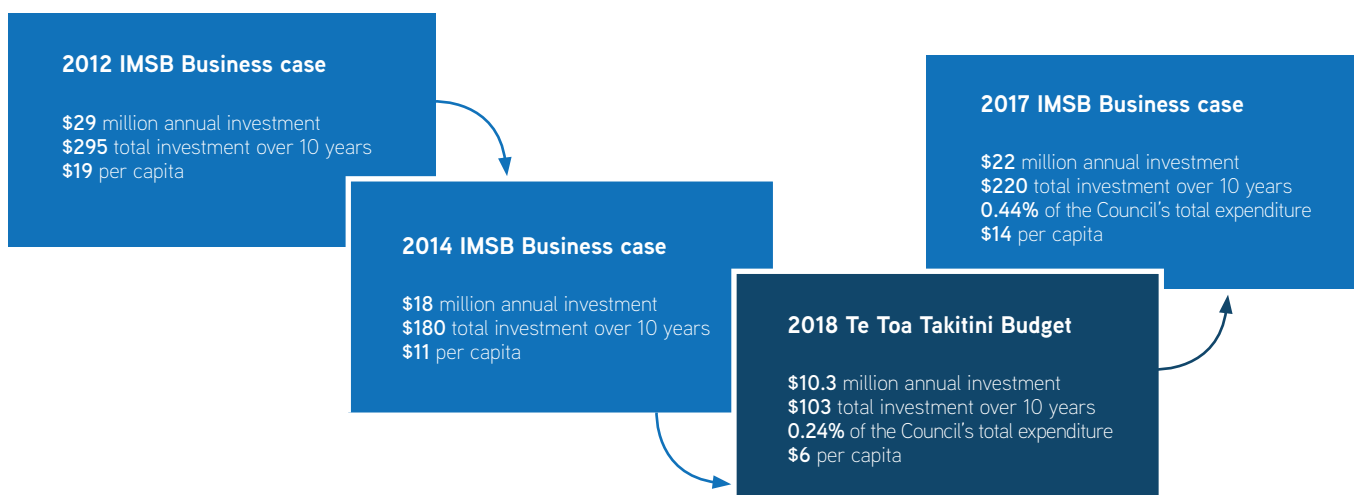 2012 IMSB Business case
$29 million annual investment
$295 total investment over 10 years
$19 per capita
2014 IMSB Business case
$18 million annual investment
$180 total investment over 10 years
$11 per capita
2018 Te Toa Takitini Budget
$10.3 million annual investment
$103 total investment over 10 years
0.24% of the Council's total expenditure
$6 per capita
2017 IMSB Business case
$22 million annual investment
$220 total investment over 10 years
0.44% of the Council's total expenditure
$14 per capita